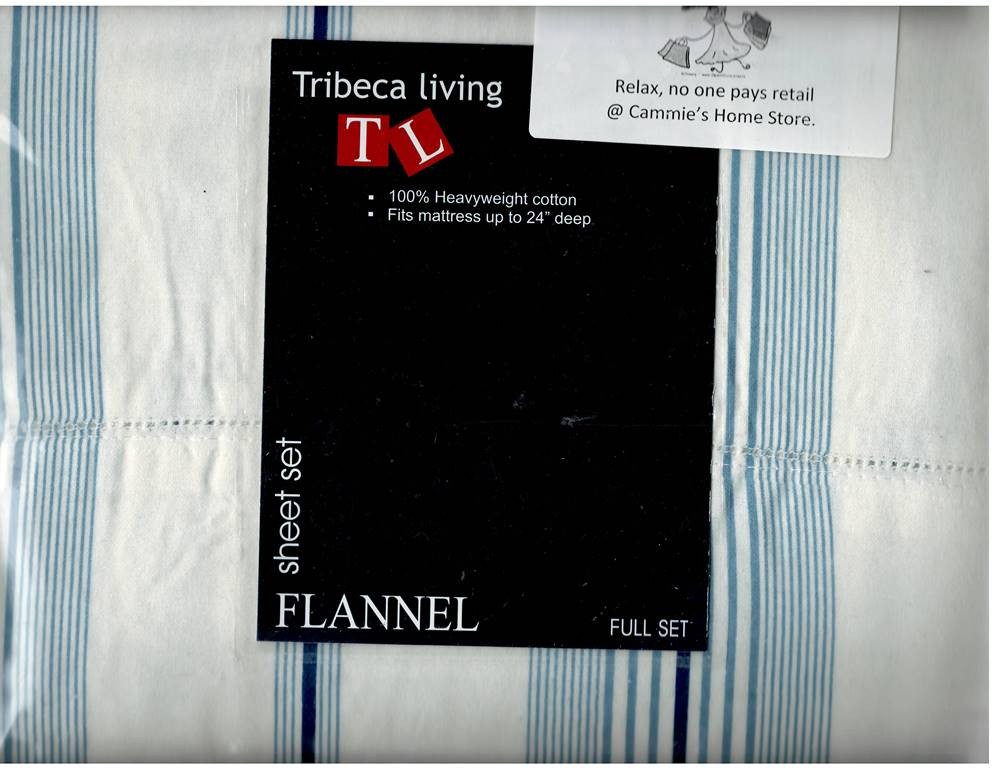 Relax, no one pays retail
@ Cammie's Home Store.
Tribeca living
T L
▪ 100% Heavyweight cotton
▪ Fits mattress up to 24” deep
sheet set
FLANNEL
FULL SET